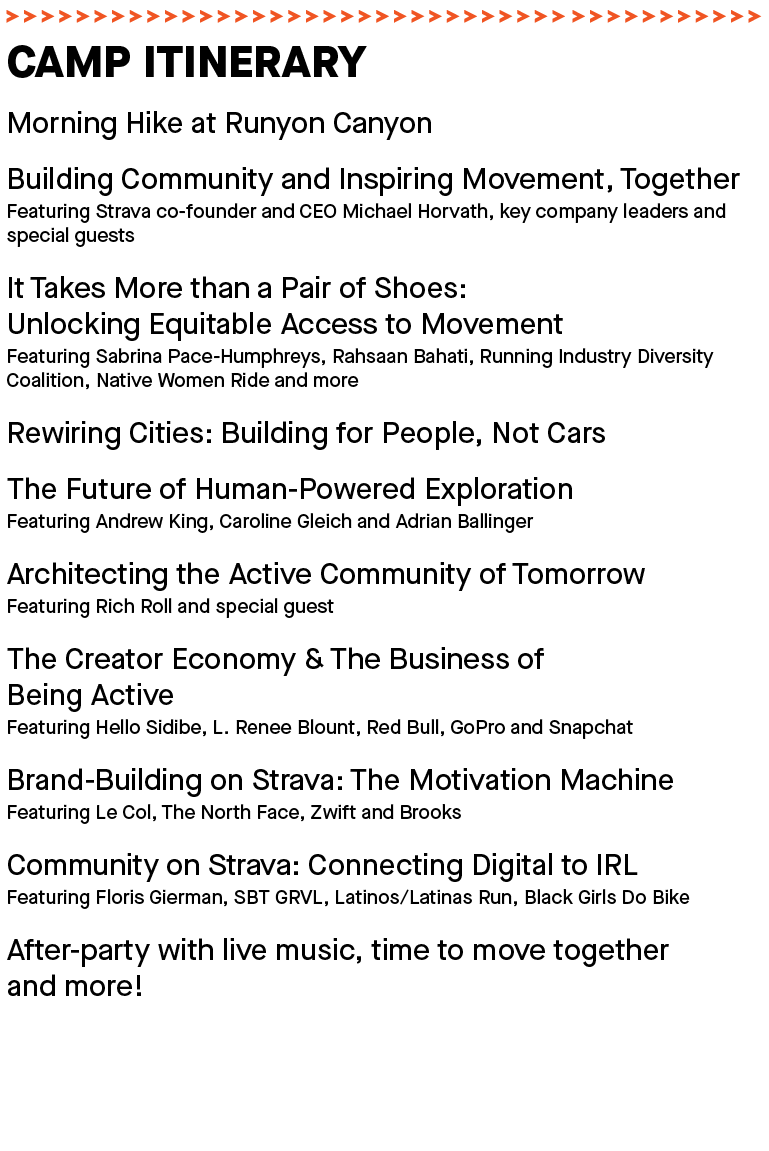 CAMP ITINERARY
Morning Hike at Runyon Canyon
Building Community and Inspiring Movement, Together
Featuring Strava co-founder and CEO Michael Horvath, key company leaders and
special guests
It Takes More than a Pair of Shoes:
Unlocking Equitable Access to Movement
Featuring Sabrina Pace-Humphreys, Rahsaan Bahati, Running Industry Diversity
Coalition, Native Women Ride and more
Rewiring Cities: Building for People, Not Cars
The Future of Human-Powered Exploration
Featuring Andrew King, Caroline Gleich and Adrian Ballinger
Architecting the Active Community of Tomorrow
Featuring Rich Roll and special guest
The Creator Economy & The Business of
Being Active
Featuring Hello Sidibe, L. Renee Blount, Red Bull, GoPro and Snapchat
Brand-Building on Strava: The Motivation Machine
Featuring Le Col, The North Face, Zwift and Brooks
Community on Strava: Connecting Digital to IRL
Featuring Floris Gierman, SBT GRVL, Latinos/Latinas Run, Black Girls Do Bike
After-party with live music, time to move together
and more!